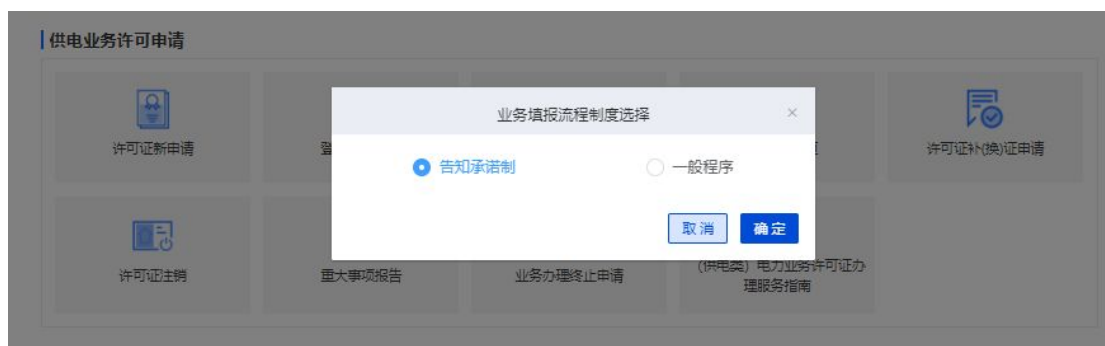 供电业务许可申请
业务填报流程制度选择
许可证新申请
许可证补(换)证申请
告知承诺制
一般程序
取消
确定
许可证注销
重大事项报告
业务办理终止申请
(供电类) 电力业务许可证办
理服务指南